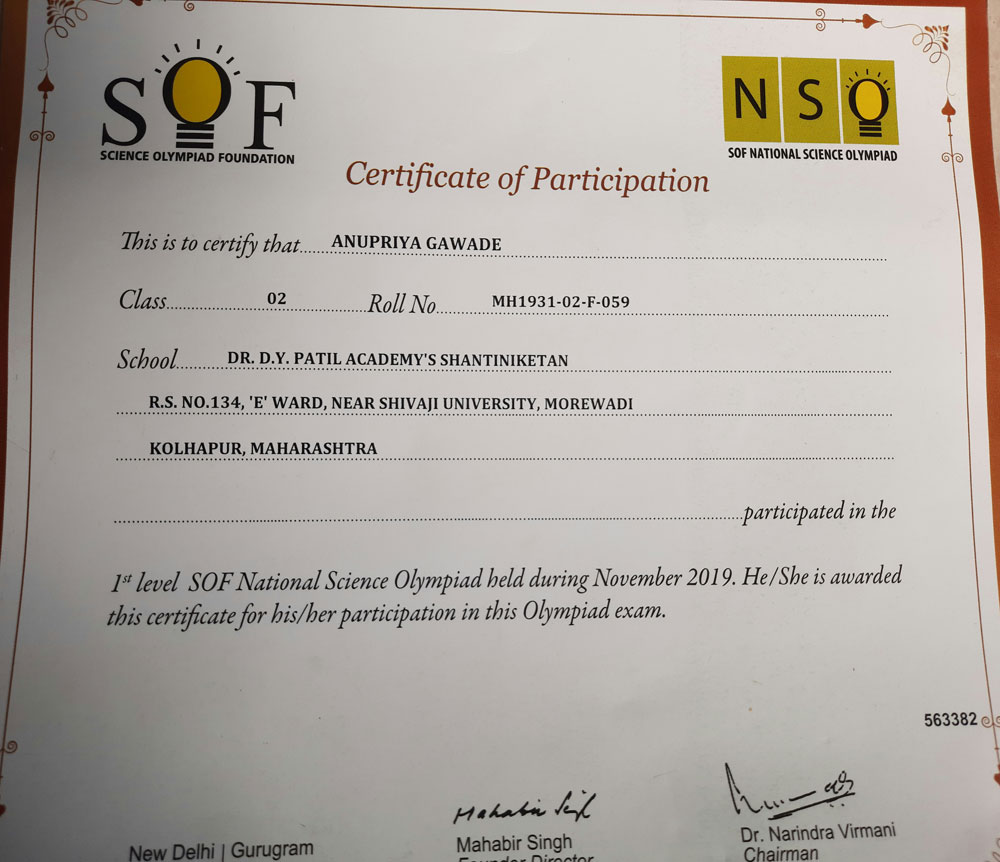 SOF
SCIENCE OLYMPIAD FOUNDATION
NSO
SOF NATIONAL SCIENCE OLYMPIAD
Certificate of Participation
This is to certify that ANUPRIYA GAWADE
Class 02 Roll No MH1931-02-F-059
School DR. D.Y. PATIL ACADEMY'S SHANTINIKETAN
R.S. NO.134, 'E' WARD, NEAR SHIVAJI UNIVERSITY, MOREWADI
KOLHAPUR, MAHARASHTRA
participated in the
1st level SOF National Science Olympiad held during November 2019. He/She is awarded
this certificate for his/her participation in this Olympiad exam.
563382
Mahabir Singh
New Delhi | Gurugram
Mahabir Singh
Founder Director
Dr. Narindra Virmani
Chairman